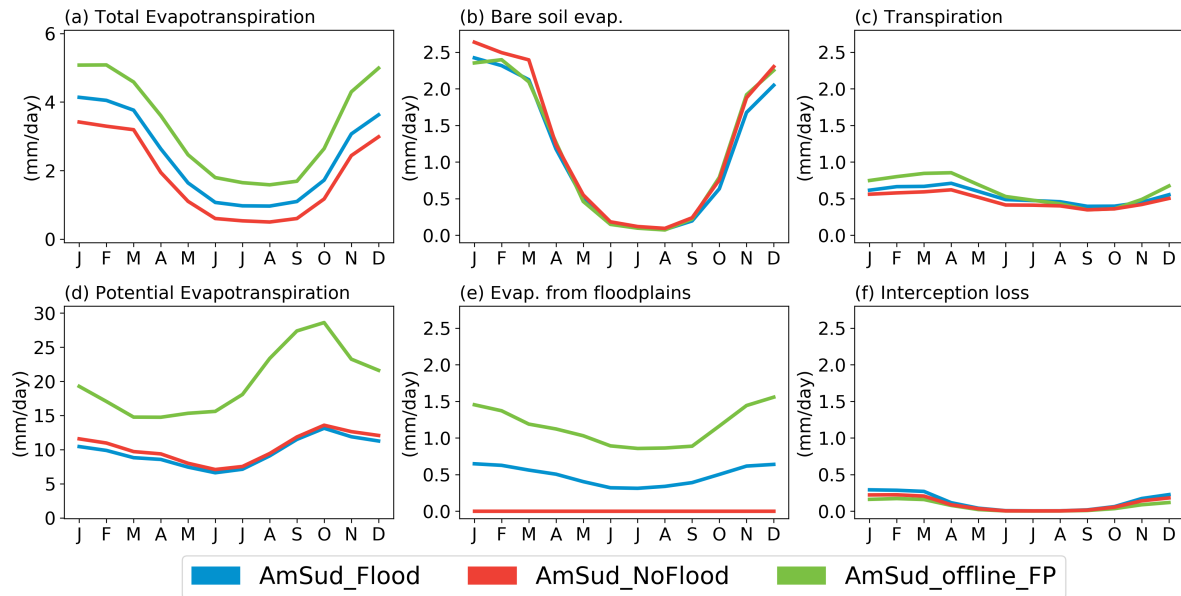 (a) Total Evapotranspiration
(mm/day)
6
4
2
0
J F M A M J J A S O N D
(b) Bare soil evap.
(mm/day)
2.5
2.0
1.5
1.0
0.5
0.0
J F M A M J J A S O N D
(c) Transpiration
(mm/day)
2.5
2.0
1.5
1.0
0.5
0.0
J F M A M J J A S O N D
(d) Potential Evapotranspiration
(mm/day)
30
25
20
15
10
5
0
J F M A M J J A S O N D
(e) Evap. from floodplains
(mm/day)
2.5
2.0
1.5
1.0
0.5
0.0
J F M A M J J A S O N D
(f) Interception loss
(mm/day)
2.5
2.0
1.5
1.0
0.5
0.0
J F M A M J J A S O N D
AmSud_Flood AmSud_NoFlood AmSud_offline_FP